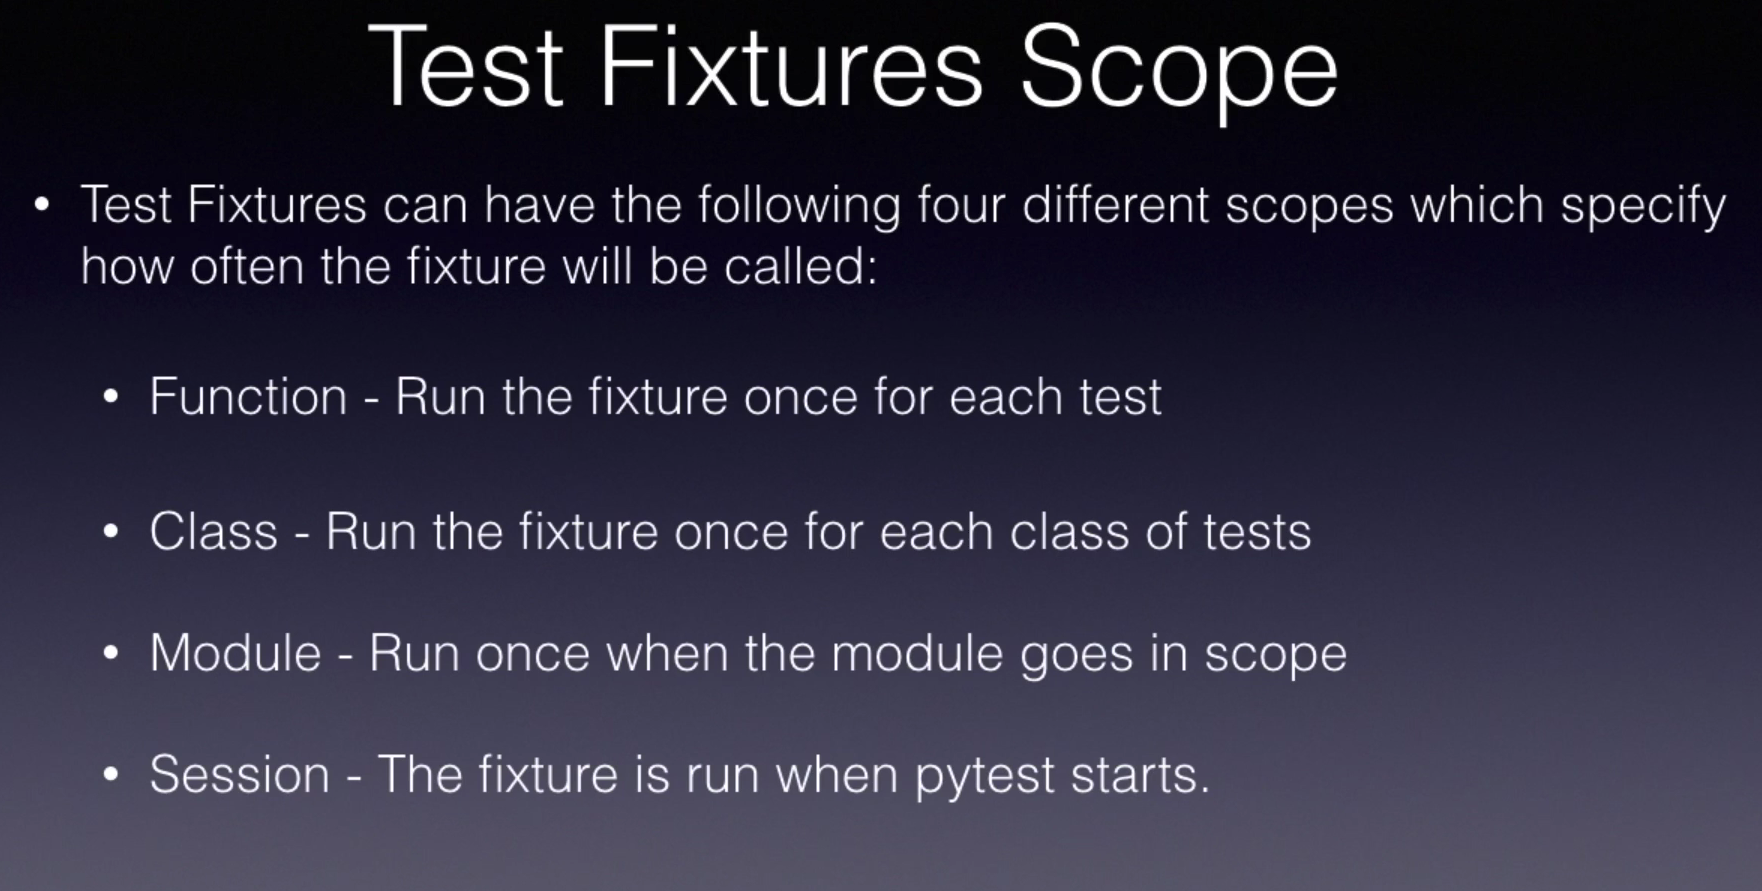 Test Fixtures Scope
• Test Fixtures can have the following four different scopes which specify
how often the fixture will be called:
• Function - Run the fixture once for each test
• Class - Run the fixture once for each class of tests
• Module - Run once when the module goes in scope
• Session - The fixture is run when pytest starts.